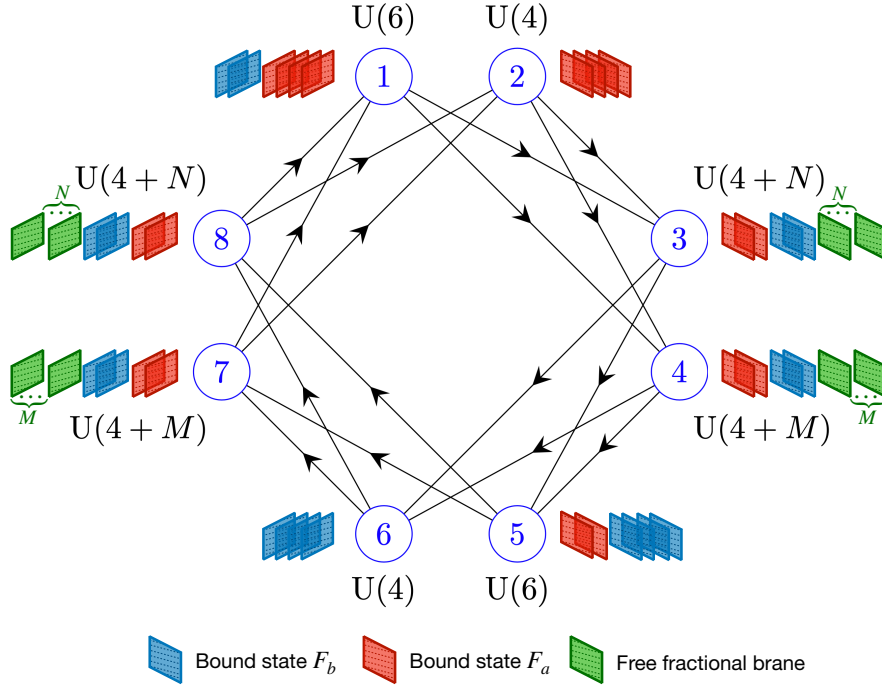 U(6) U(4)
1 2
U(4 + N) U(4 + N)
N N
8 3
7 4
M M
U(4 + M) U(4 + M)
6 5
U(4) U(6)
Bound state F_b Bound state F_a Free fractional brane